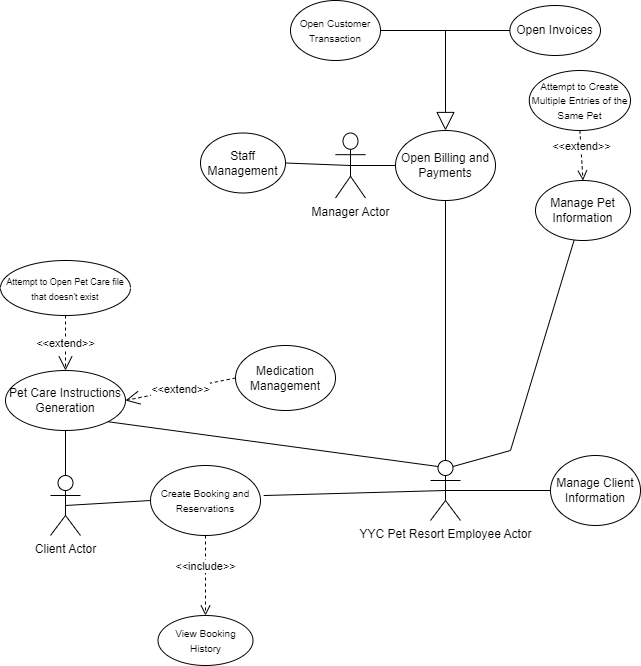 Open Customer
Transaction
Open Invoices
Attempt to Create
Multiple Entries of the
Same Pet
<<extend>>
Staff
Management
Open Billing and
Payments
Manager Actor
Manage Pet
Information
Attempt to Open Pet Care file
that doesn't exist
<<extend>>
Medication
Management
<<extend>>
Pet Care Instructions
Generation
Manage Client
Information
Create Booking and
Reservations
YYC Pet Resort Employee Actor
Client Actor
<<include>>
View Booking
History